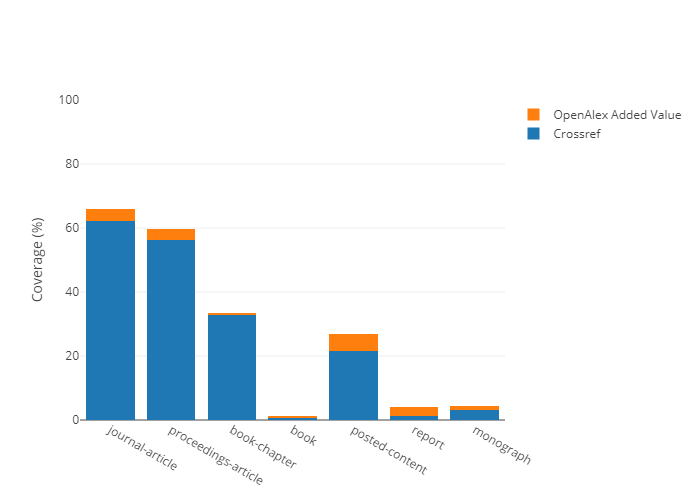 100
80
60
40
20
0
Coverage (%)
journal-article
proceedings-article
book-chapter
book
posted-content
report
monograph
OpenAlex Added Value
Crossref